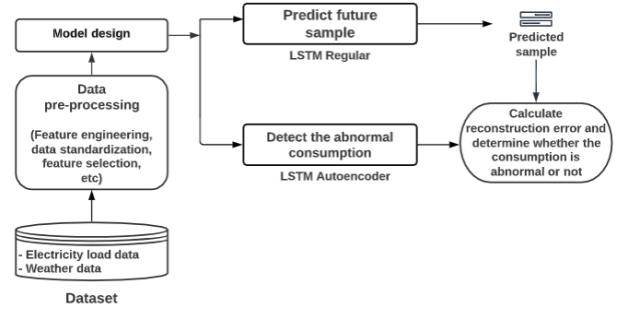 Model design
Data
pre-processing
(Feature engineering,
data standardization,
feature selection,
etc)
- Electricity load data
- Weather data
Dataset
Predict future
sample
LSTM Regular
Predicted
sample
Detect the abnormal
consumption
LSTM Autoencoder
Calculate
reconstruction error and
determine whether the
consumption is
abnormal or not